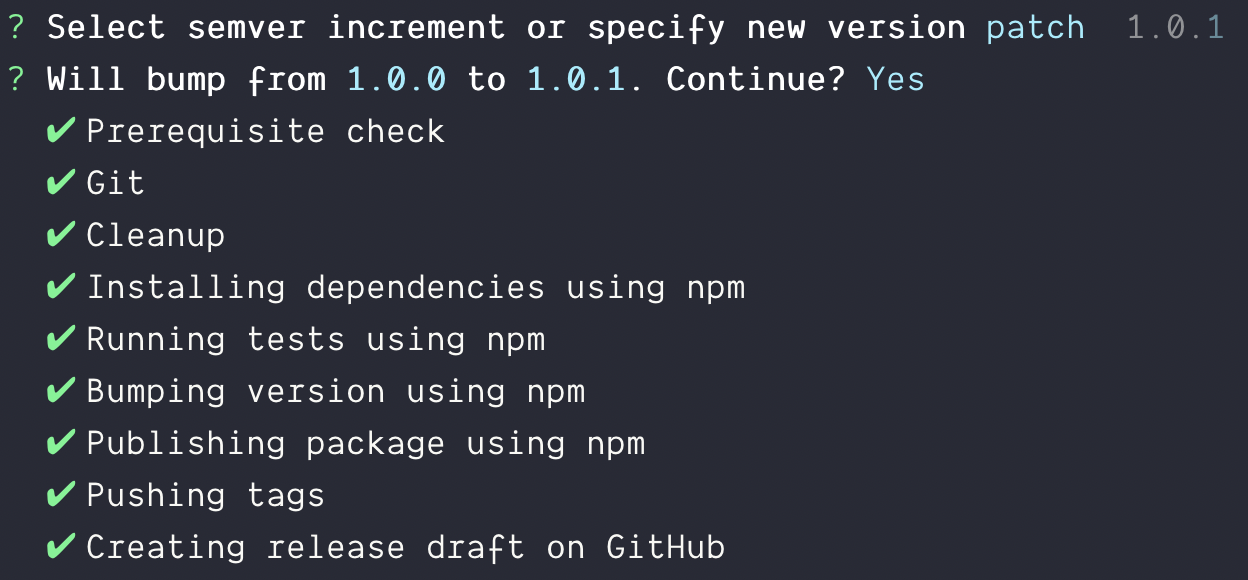 ? Select semver increment or specify new version patch 1.0.1
? Will bump from 1.0.0 to 1.0.1. Continue? Yes
✔ Prerequisite check
✔ Git
✔ Cleanup
✔ Installing dependencies using npm
✔ Running tests using npm
✔ Bumping version using npm
✔ Publishing package using npm
✔ Pushing tags
✔ Creating release draft on GitHub